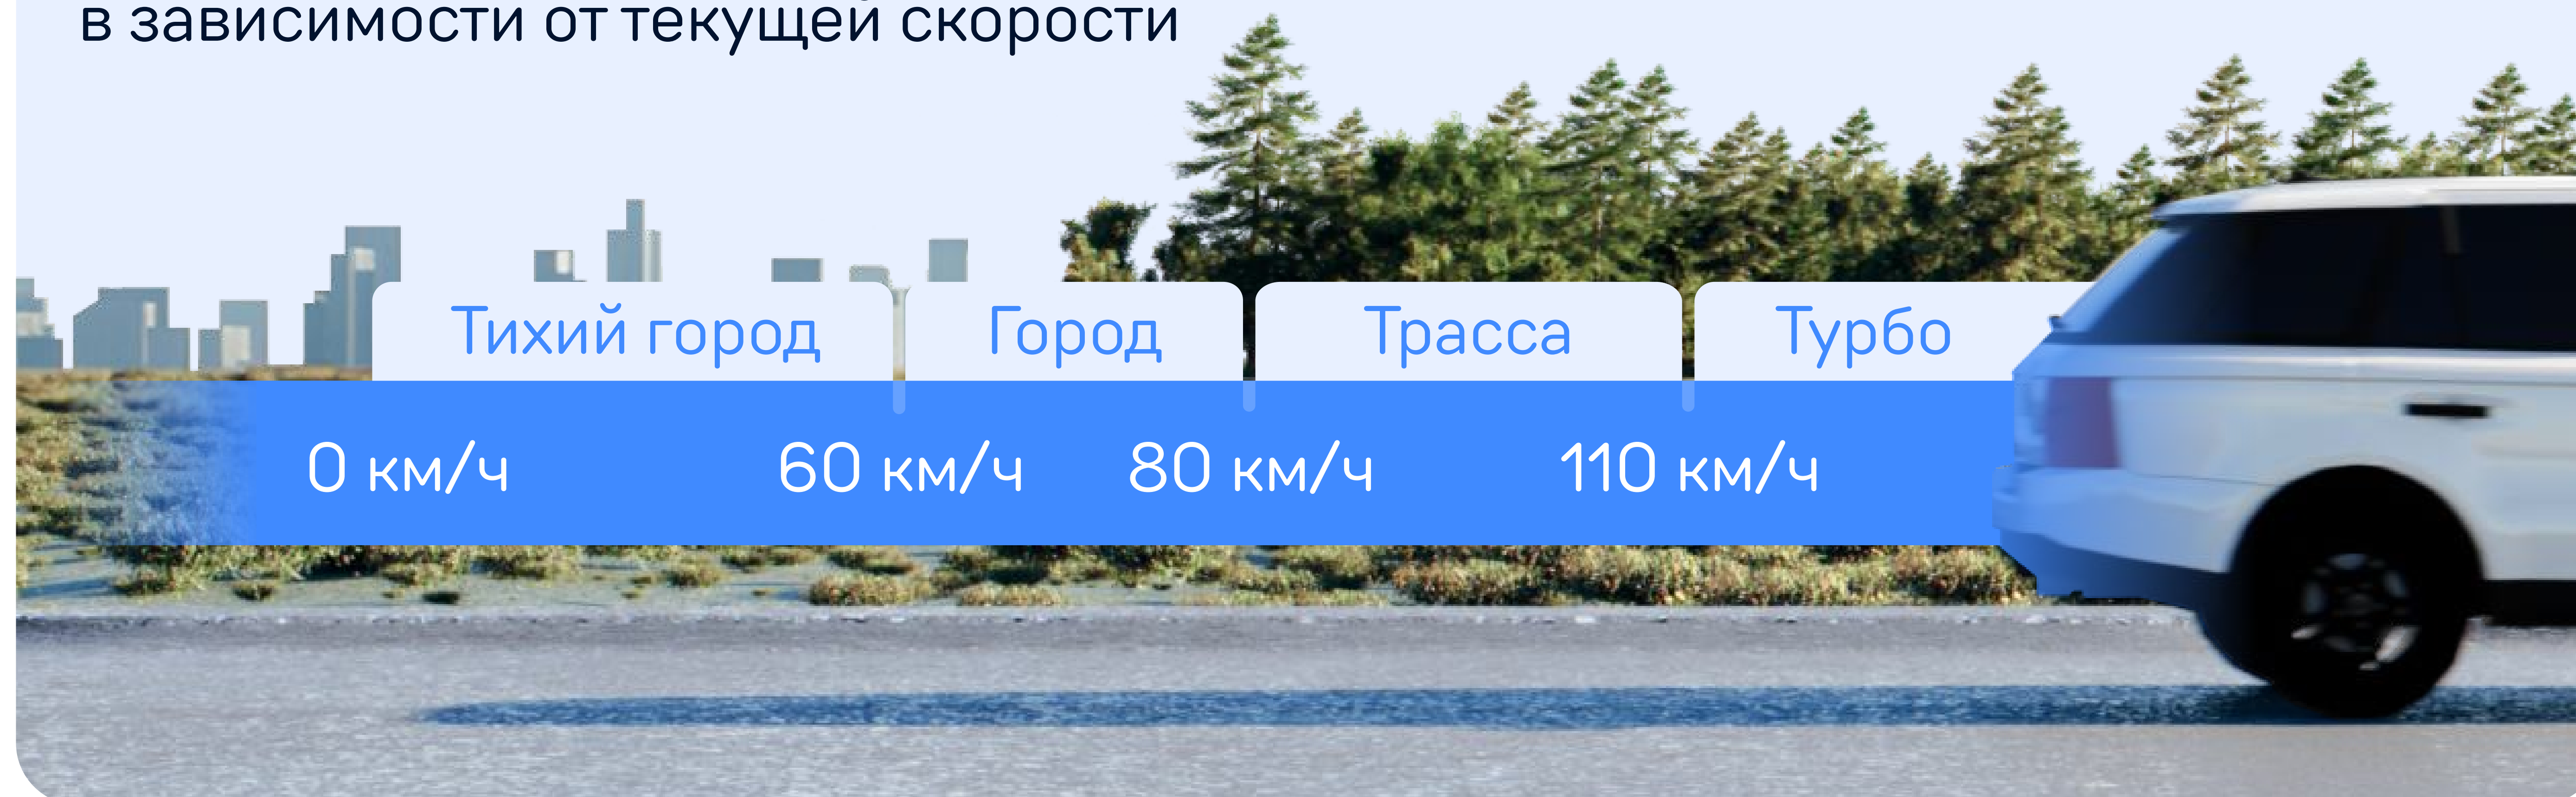 в зависимости от текущей скорости
Тихий город Город Трасса Турбо
0 км/ч 60 км/ч 80 км/ч 110 км/ч